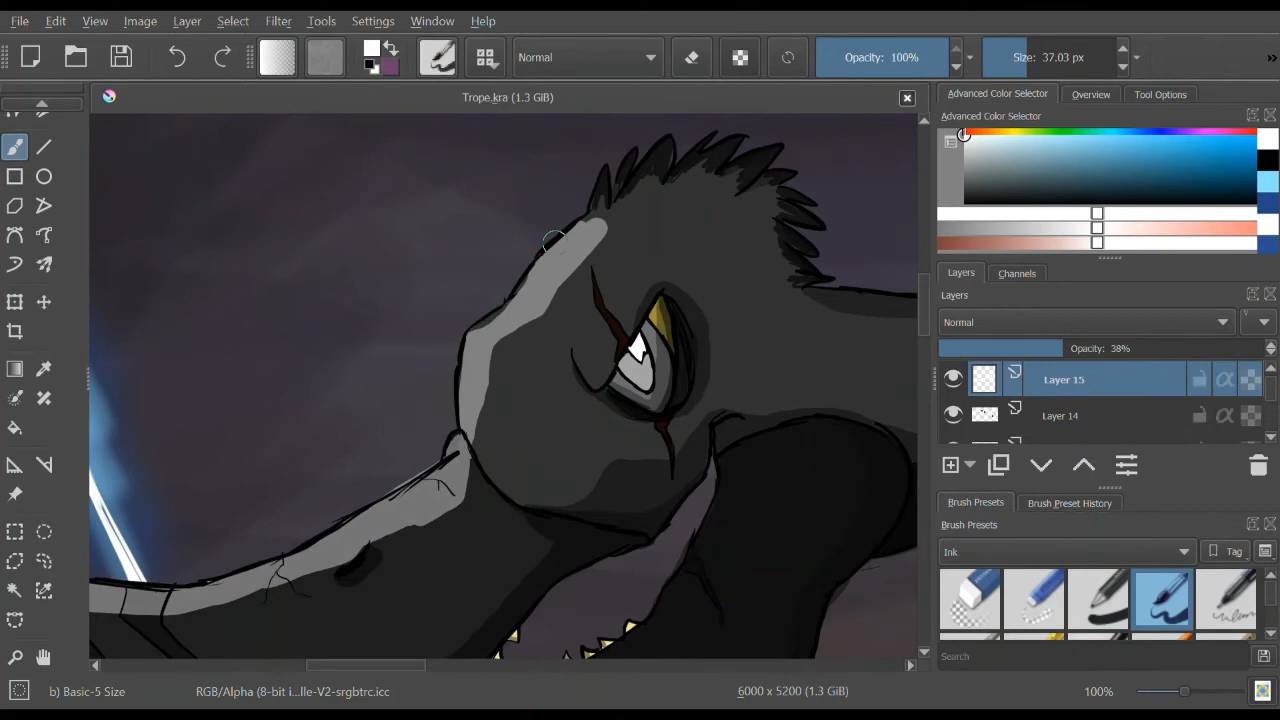 File Edit View Image Layer Select Filter Tools Settings Window Help
Normal
Opacity: 100%
Size: 37.03 px
»
Trope.kra (1.3 GiB)
Advanced Color Selector Overview Tool Options
Advanced Color Selector
Layers Channels
Layers
Normal
Opacity: 38%
Layer 15
Layer 14
Brush Presets Brush Preset History
Brush Presets
Ink
Tag
Search
b) Basic-5 Size
RGB/Alpha (8-bit i...lle-V2-srgbtrc.icc
6000 x 5200 (1.3 GiB)
100%